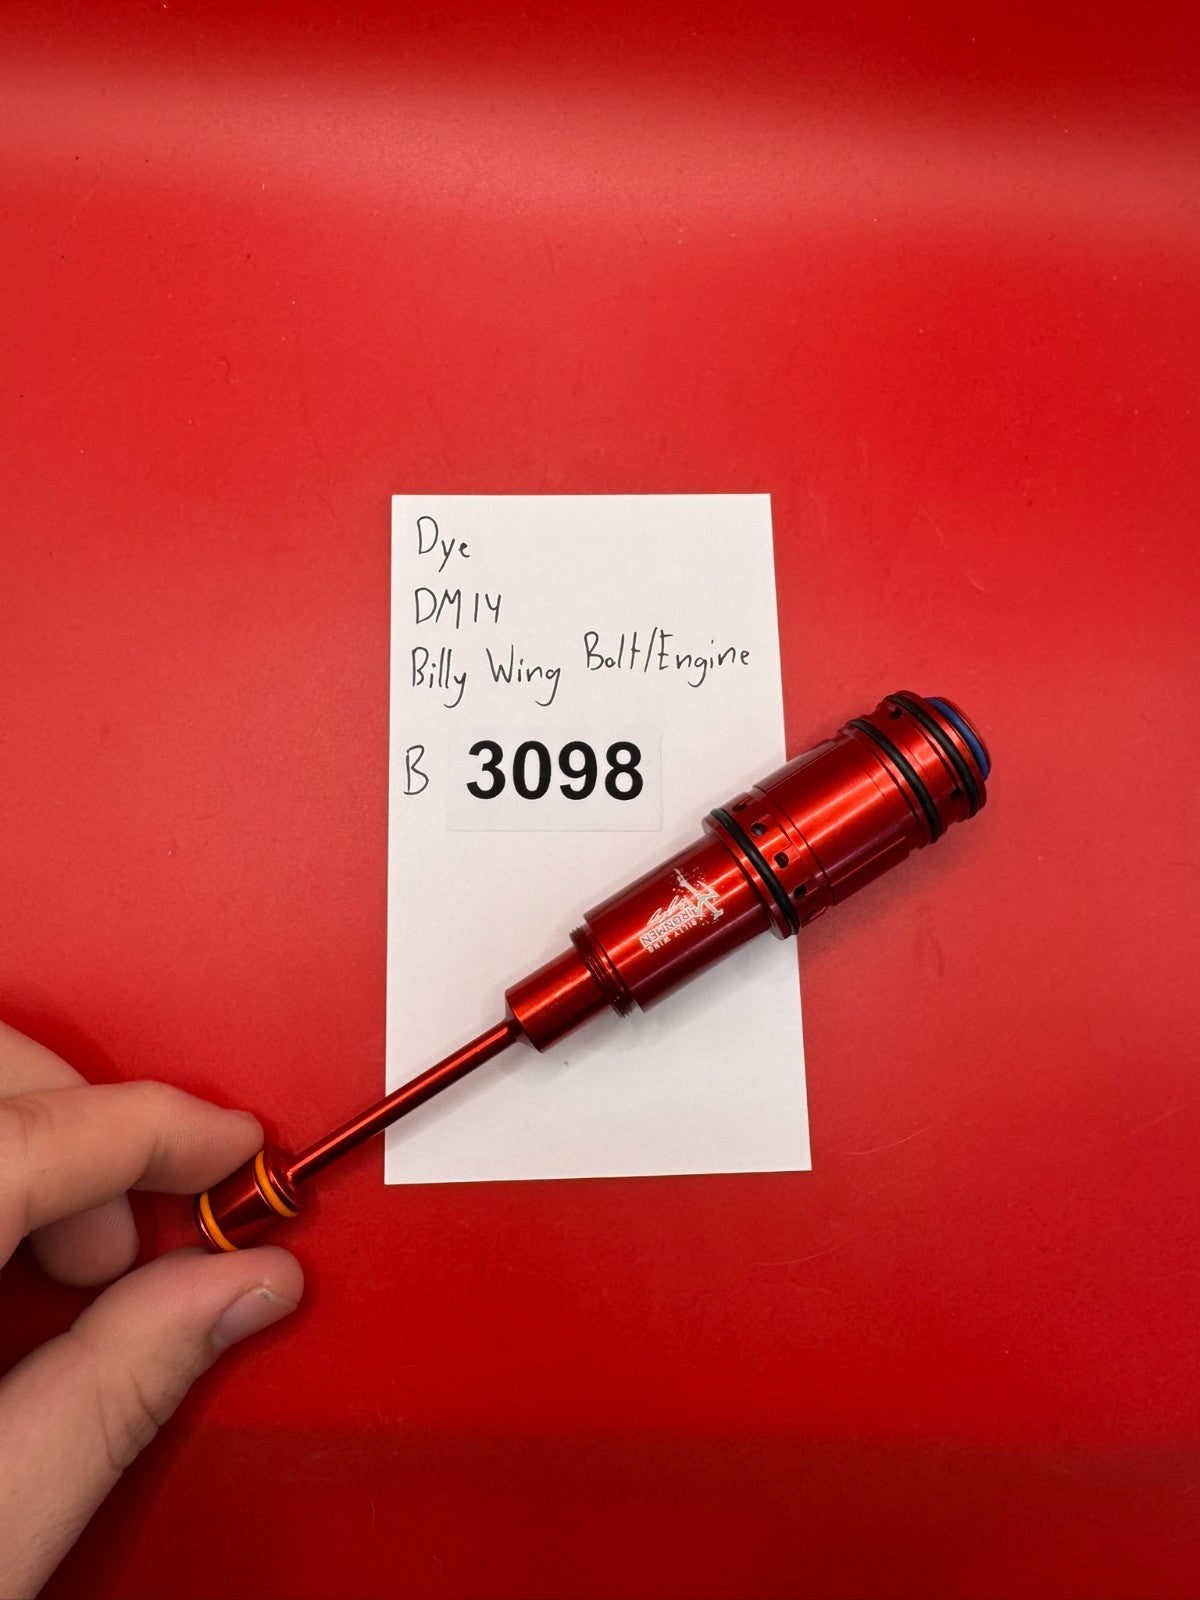 Dye
DM14
Billy Wing Bolt/Engine
B 3098
IRONMEN
BILLY WING